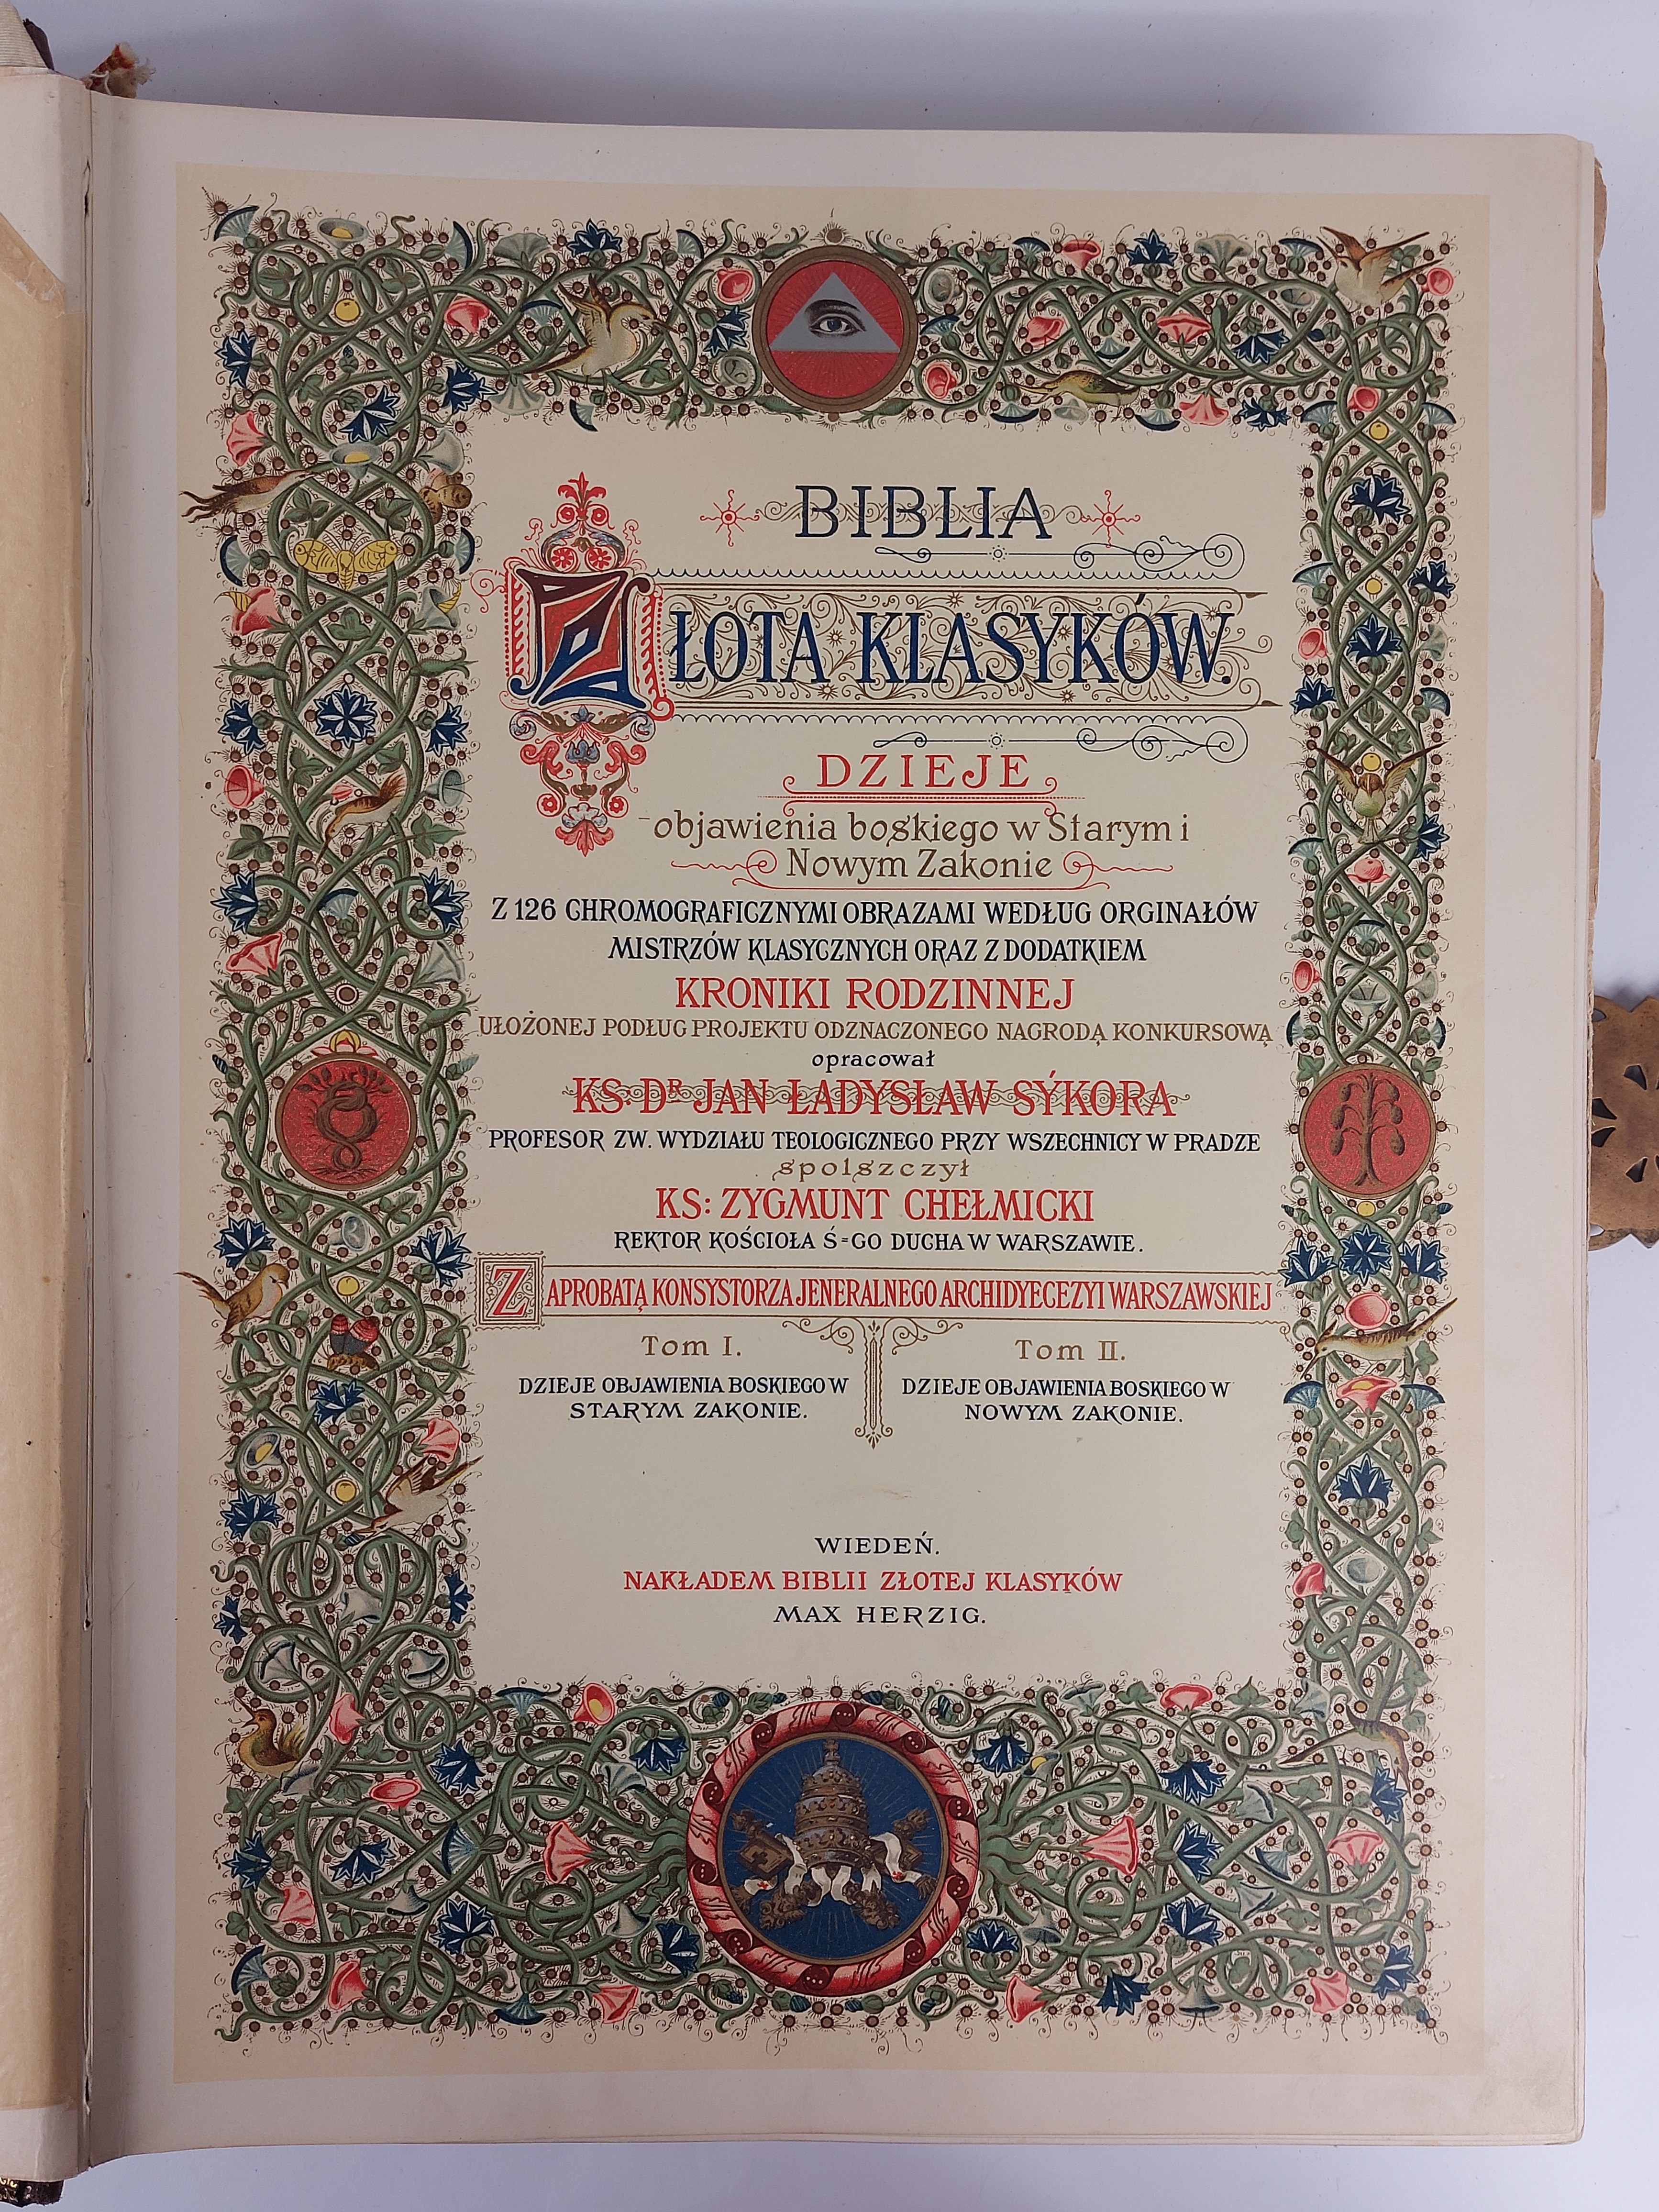 BIBLIA
ZŁOTA KLASYKÓW.
DZIEJE
objawienia boskiego w Starym i
Nowym Zakonie
Z 126 CHROMOGRAFICZNYMI OBRAZAMI WEDŁUG ORGINAŁÓW
MISTRZÓW KLASYCZNYCH ORAZ Z DODATKIEM
KRONIKI RODZINNEJ
UŁOŻONEJ PODŁUG PROJEKTU ODZNACZONEGO NAGRODĄ KONKURSOWĄ
opracował
KS: DR JAN ŁADYSŁAW SÝKORA
PROFESOR ZW. WYDZIAŁU TEOLOGICZNEGO PRZY WSZECHNICY W PRADZE
spolszczył
KS: ZYGMUNT CHEŁMICKI
REKTOR KOŚCIOŁA Ś=GO DUCHA W WARSZAWIE.
Z APROBATĄ KONSYSTORZA JENERALNEGO ARCHIDYECEZYI WARSZAWSKIEJ
Tom I.
DZIEJE OBJAWIENIA BOSKIEGO W
STARYM ZAKONIE.
Tom II.
DZIEJE OBJAWIENIA BOSKIEGO W
NOWYM ZAKONIE.
WIEDEŃ.
NAKŁADEM BIBLII ZŁOTEJ KLASYKÓW
MAX HERZIG.